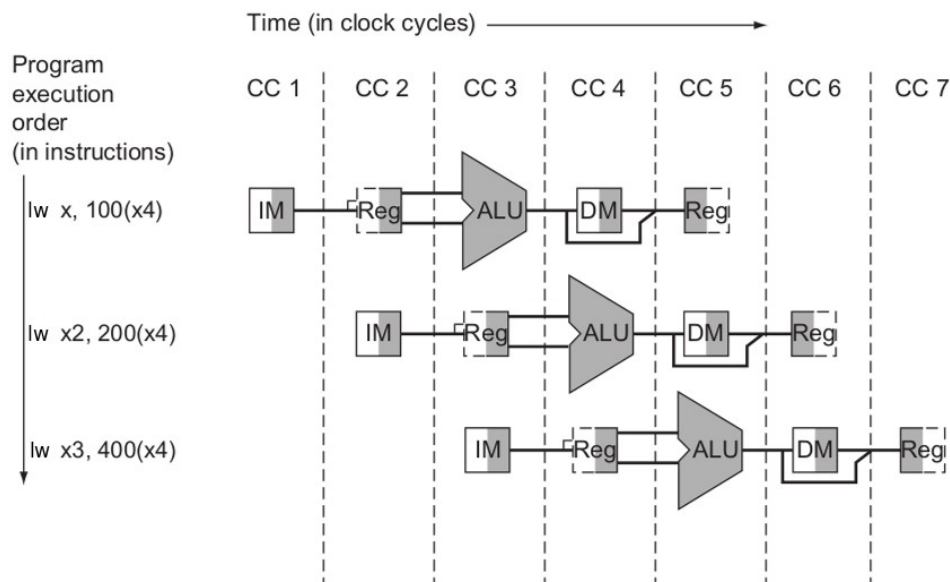 Time (in clock cycles)
Program
execution
order
(in instructions)
CC 1 CC 2 CC 3 CC 4 CC 5 CC 6 CC 7
lw x, 100(x4) IM Reg ALU DM Reg
lw x2, 200(x4) IM Reg ALU DM Reg
lw x3, 400(x4) IM Reg ALU DM Reg